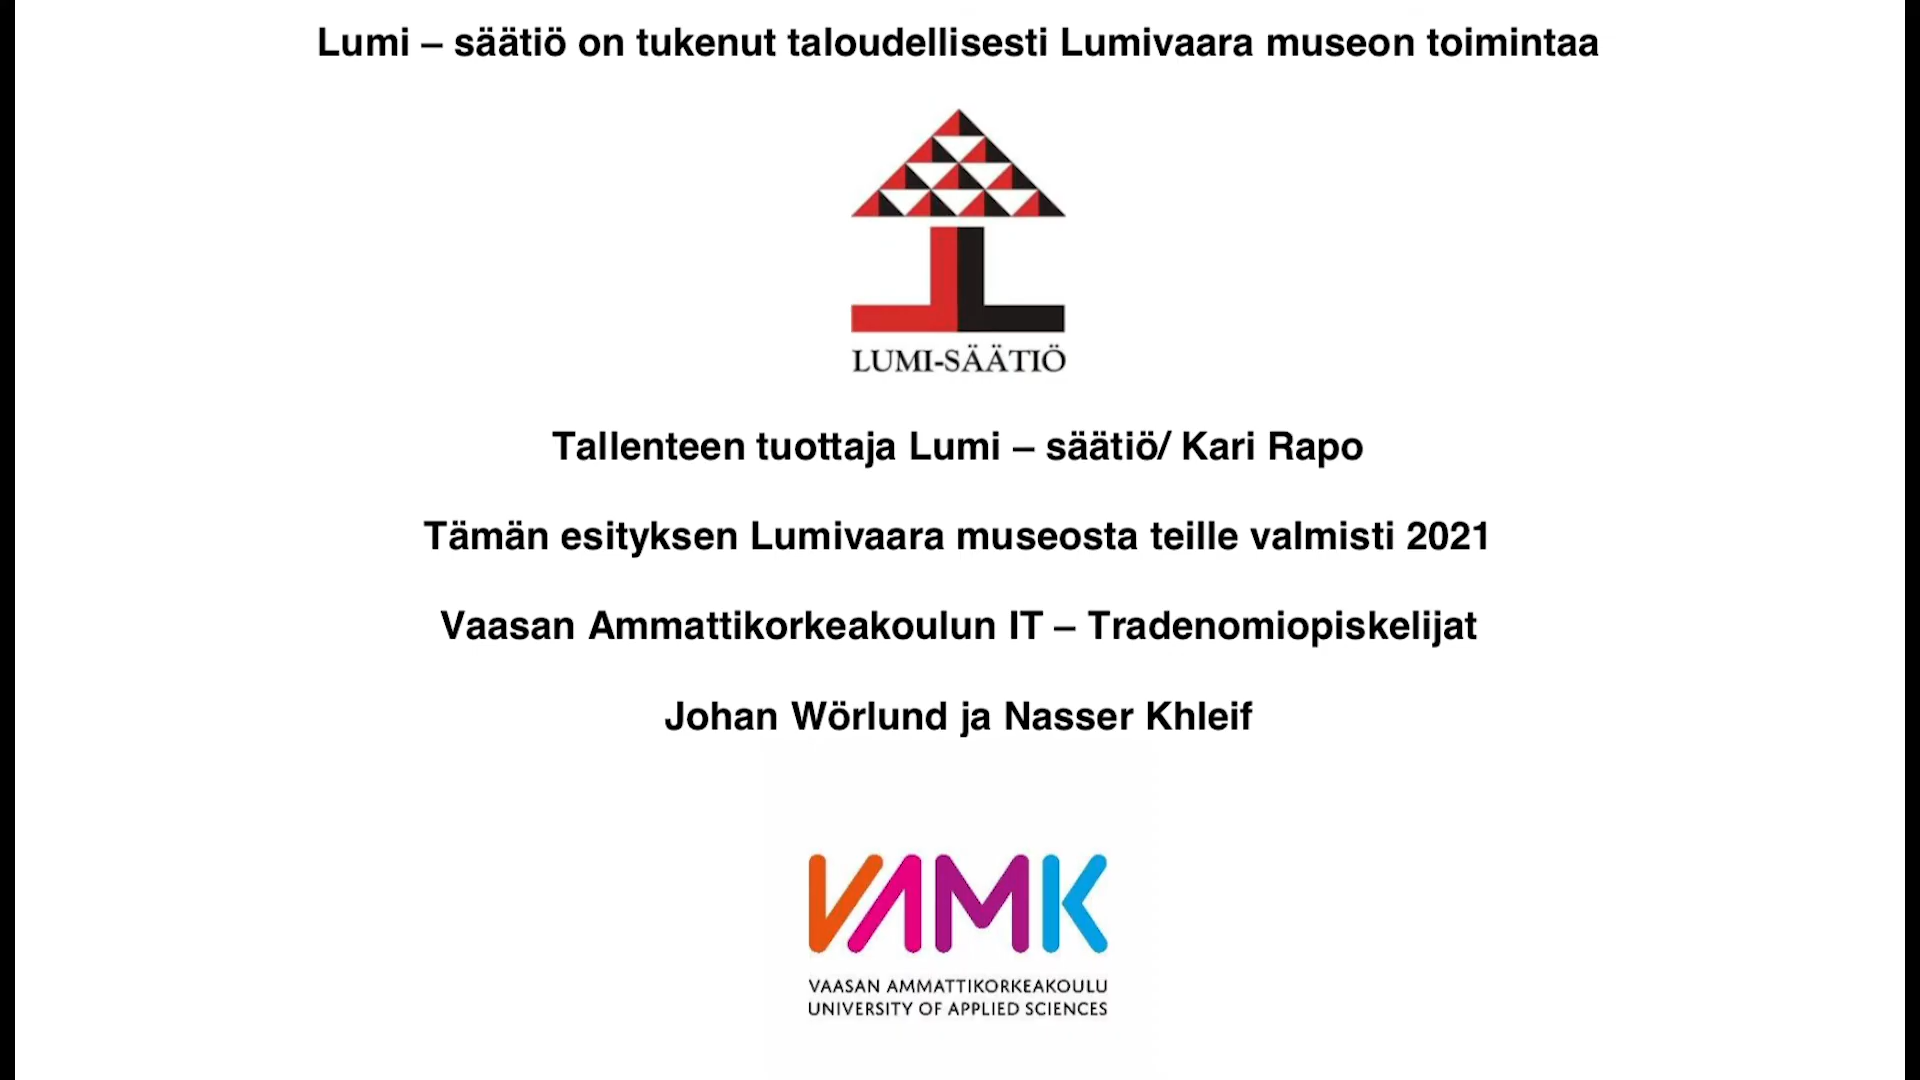 Lumi – säätiö on tukenut taloudellisesti Lumivaara museon toimintaa
LUMI-SÄÄTIÖ
Tallenteen tuottaja Lumi – säätiö/ Kari Rapo
Tämän esityksen Lumivaara museosta teille valmisti 2021
Vaasan Ammattikorkeakoulun IT – Tradenomiopiskelijat
Johan Wörlund ja Nasser Khleif
VAMK
VAASAN AMMATTIKORKEAKOULU
UNIVERSITY OF APPLIED SCIENCES